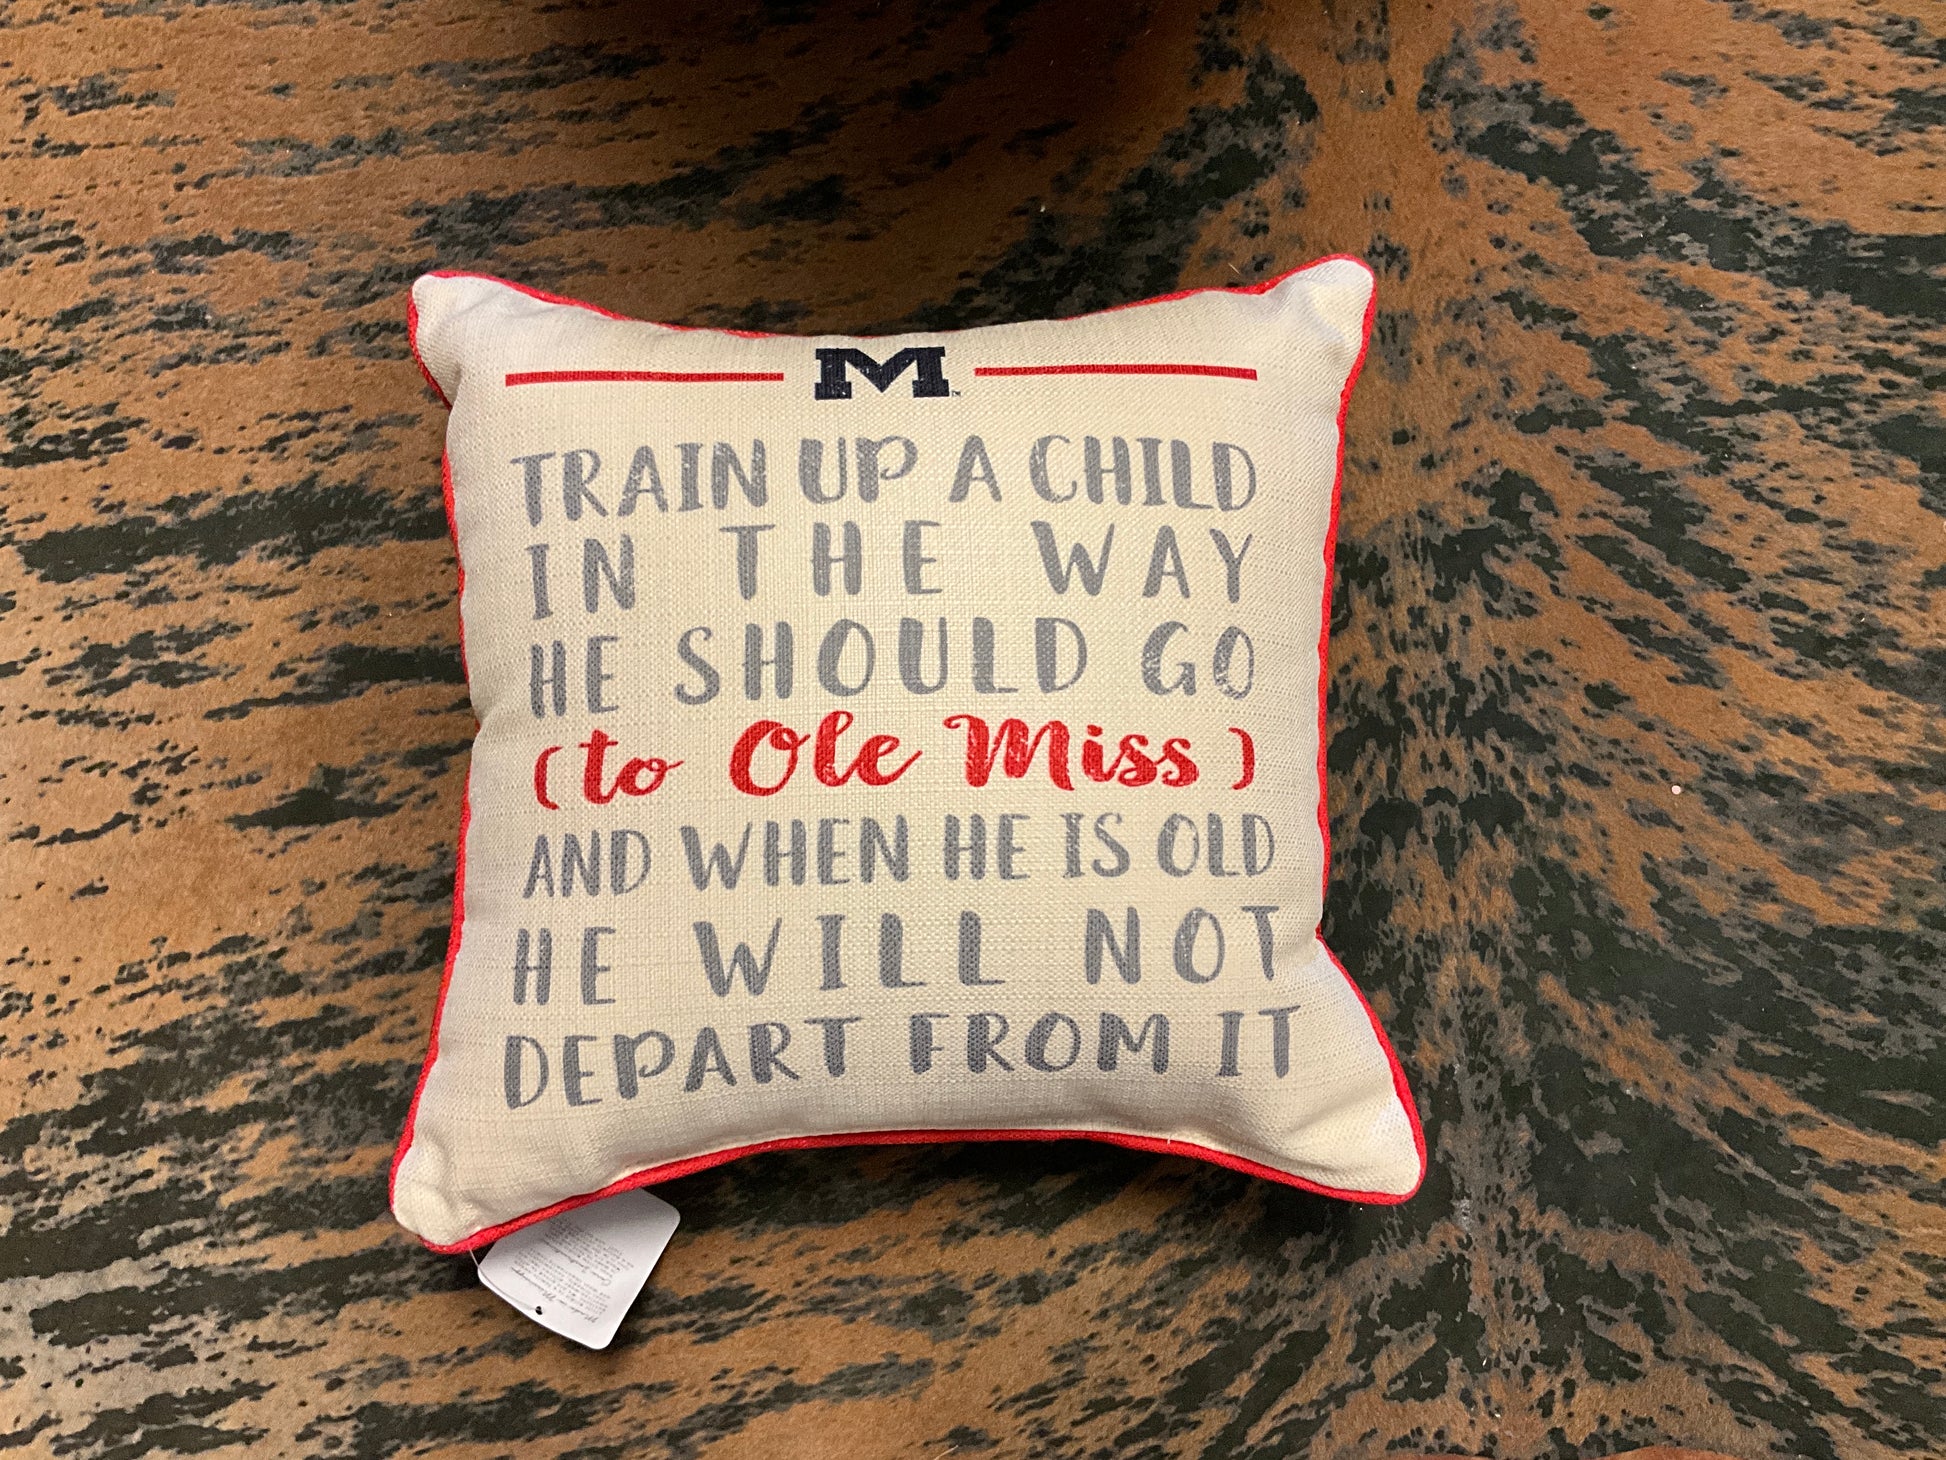 M
TRAIN UP A CHILD
IN THE WAY
HE SHOULD GO
(to Ole Miss)
AND WHEN HE IS OLD
HE WILL NOT
DEPART FROM IT